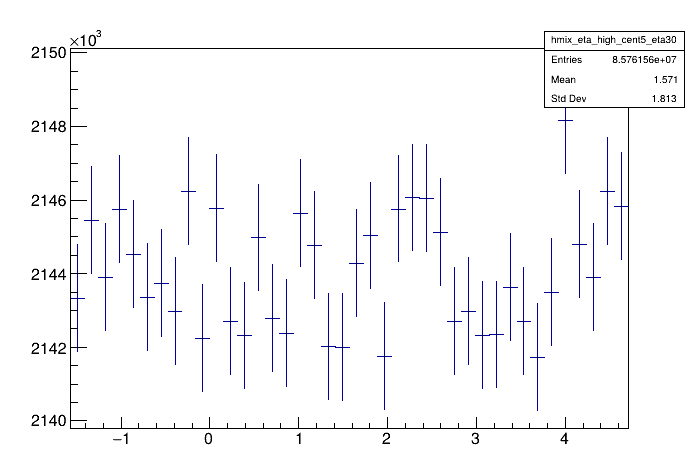 ×10³
hmix_eta_high_cent5_eta30
Entries 8.576156e+07
Mean 1.571
Std Dev 1.813
2150
2148
2146
2144
2142
2140
−1 0 1 2 3 4